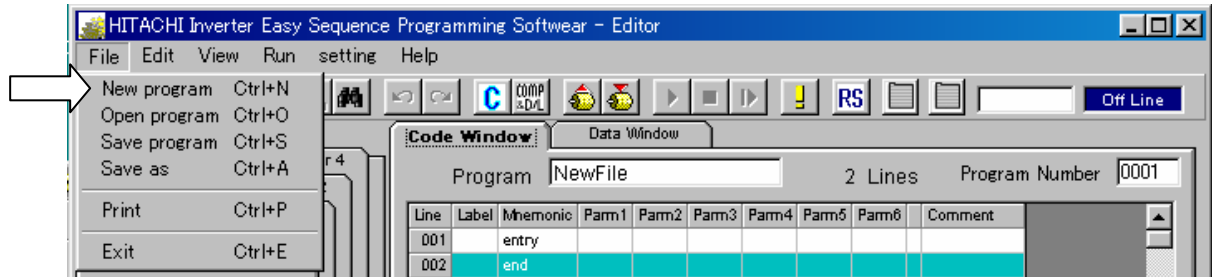 HITACHI Inverter Easy Sequence Programming Softwear - Editor
File Edit View Run setting Help
New program Ctrl+N
Open program Ctrl+O
Save program Ctrl+S
Save as Ctrl+A
Print Ctrl+P
Exit Ctrl+E
C COMP &D/L RS Off Line
r 4
Code Window Data Window
Program NewFile 2 Lines Program Number 0001
Line Label Mnemonic Parm1 Parm2 Parm3 Parm4 Parm5 Parm6 Comment
001 entry
002 end